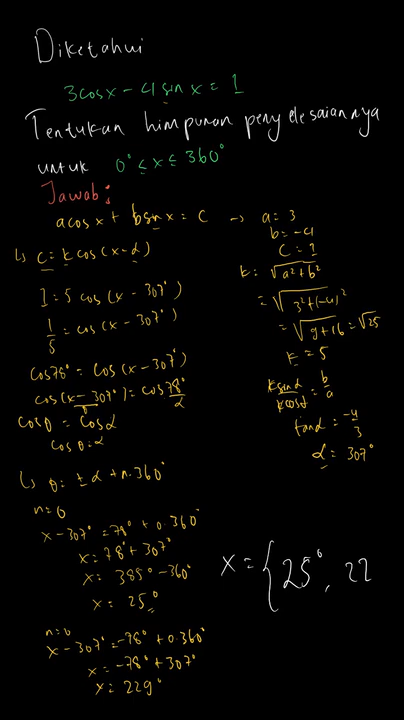 Diketahui
3cosx - 4 sin x = 1
Tentukan himpunan penyelesaiannya
untuk 0° ≤ x ≤ 360°
Jawab:
a cos x + b sin x = c → a = 3
b = -4
c = 1
↳ c = k cos (x-α)
1 = 5 cos (x - 307°)
1/5 = cos (x - 307°)
cos 78° = cos (x - 307°)
cos (x - 307°) = cos 78°
θ α
cos θ = cos α
cos θ = α
k = √a²+b²
= √3²+(-4)²
= √9+16 = √25
k = 5
k sin α / k cos α = b/a
tan α = -4/3
α = 307°
↳ θ = ± α + n.360°
n=0
x - 307° = 78° + 0.360°
x = 78° + 307°
x = 385° - 360°
x = 25°
n=0
x - 307° = -78° + 0.360°
x = -78° + 307°
x = 229°
x = { 25°, 22